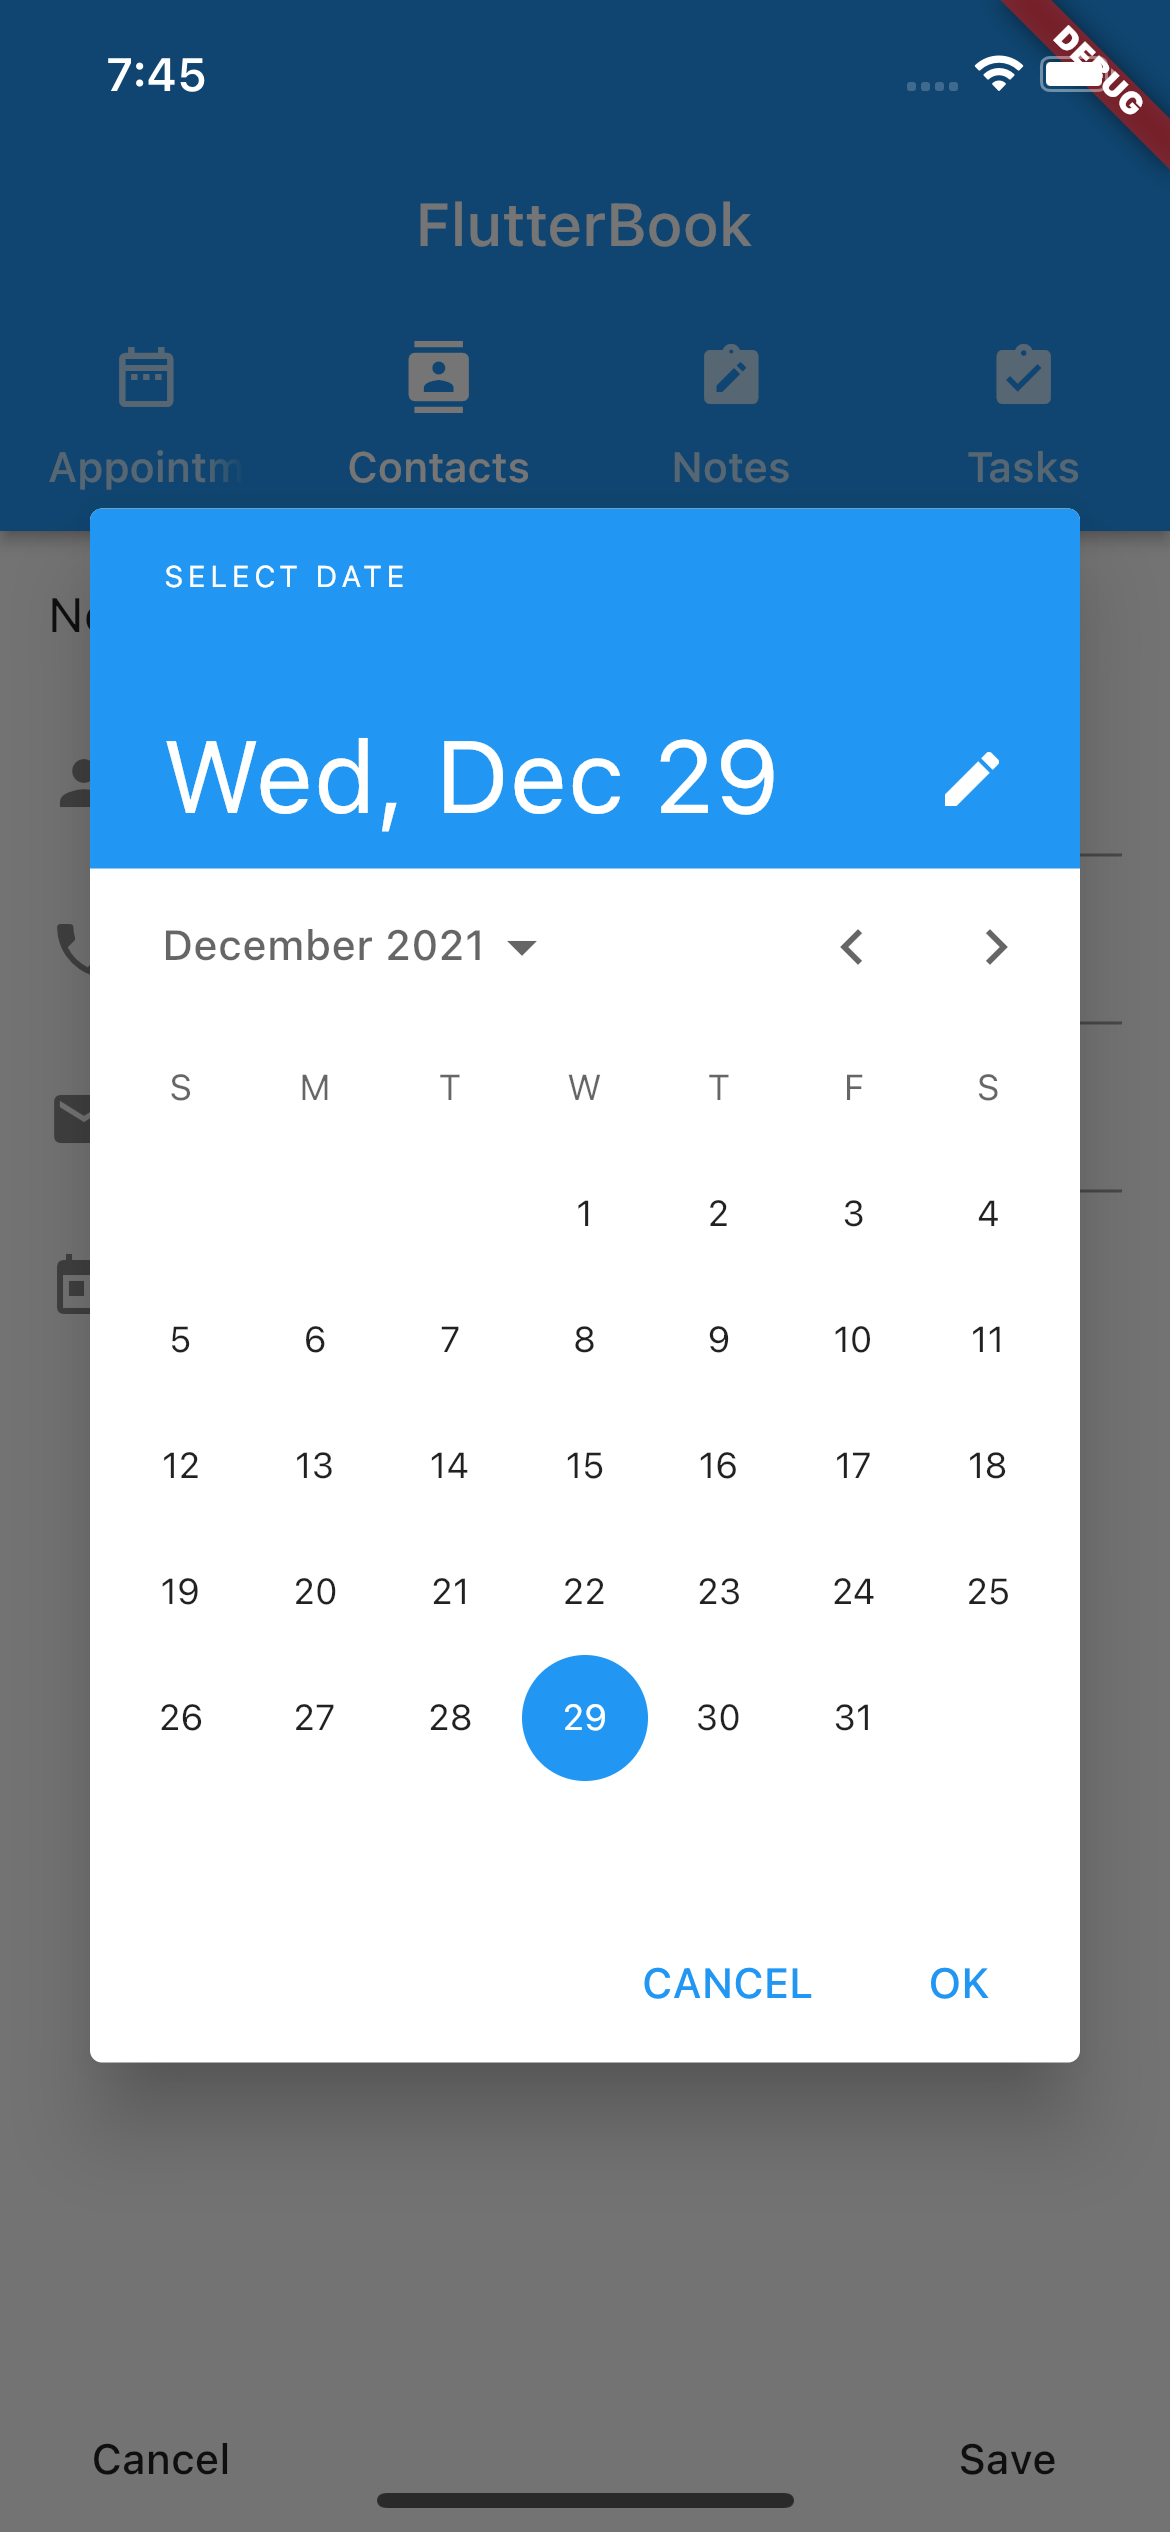 7:45
DEBUG
FlutterBook
Appointm
Contacts
Notes
Tasks
SELECT DATE
Wed, Dec 29
December 2021
S M T W T F S
1 2 3 4
5 6 7 8 9 10 11
12 13 14 15 16 17 18
19 20 21 22 23 24 25
26 27 28 29 30 31
CANCEL OK
Cancel Save